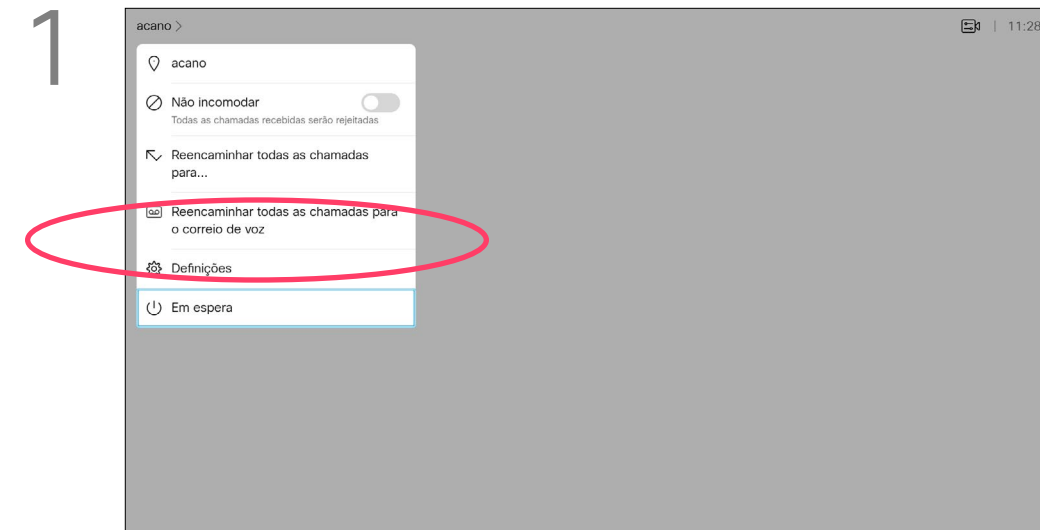 1
acano >
11:28
acano
Não incomodar
Todas as chamadas recebidas serão rejeitadas
Reencaminhar todas as chamadas
para...
Reencaminhar todas as chamadas para
o correio de voz
Definições
Em espera